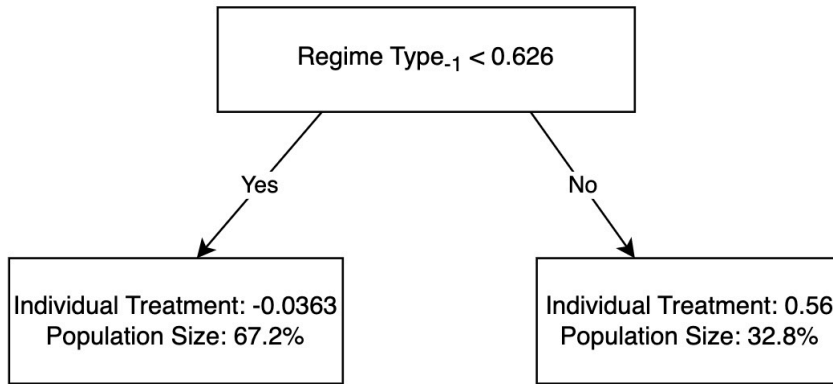 Regime Type₋₁ < 0.626
Yes
No
Individual Treatment: -0.0363
Population Size: 67.2%
Individual Treatment: 0.56
Population Size: 32.8%